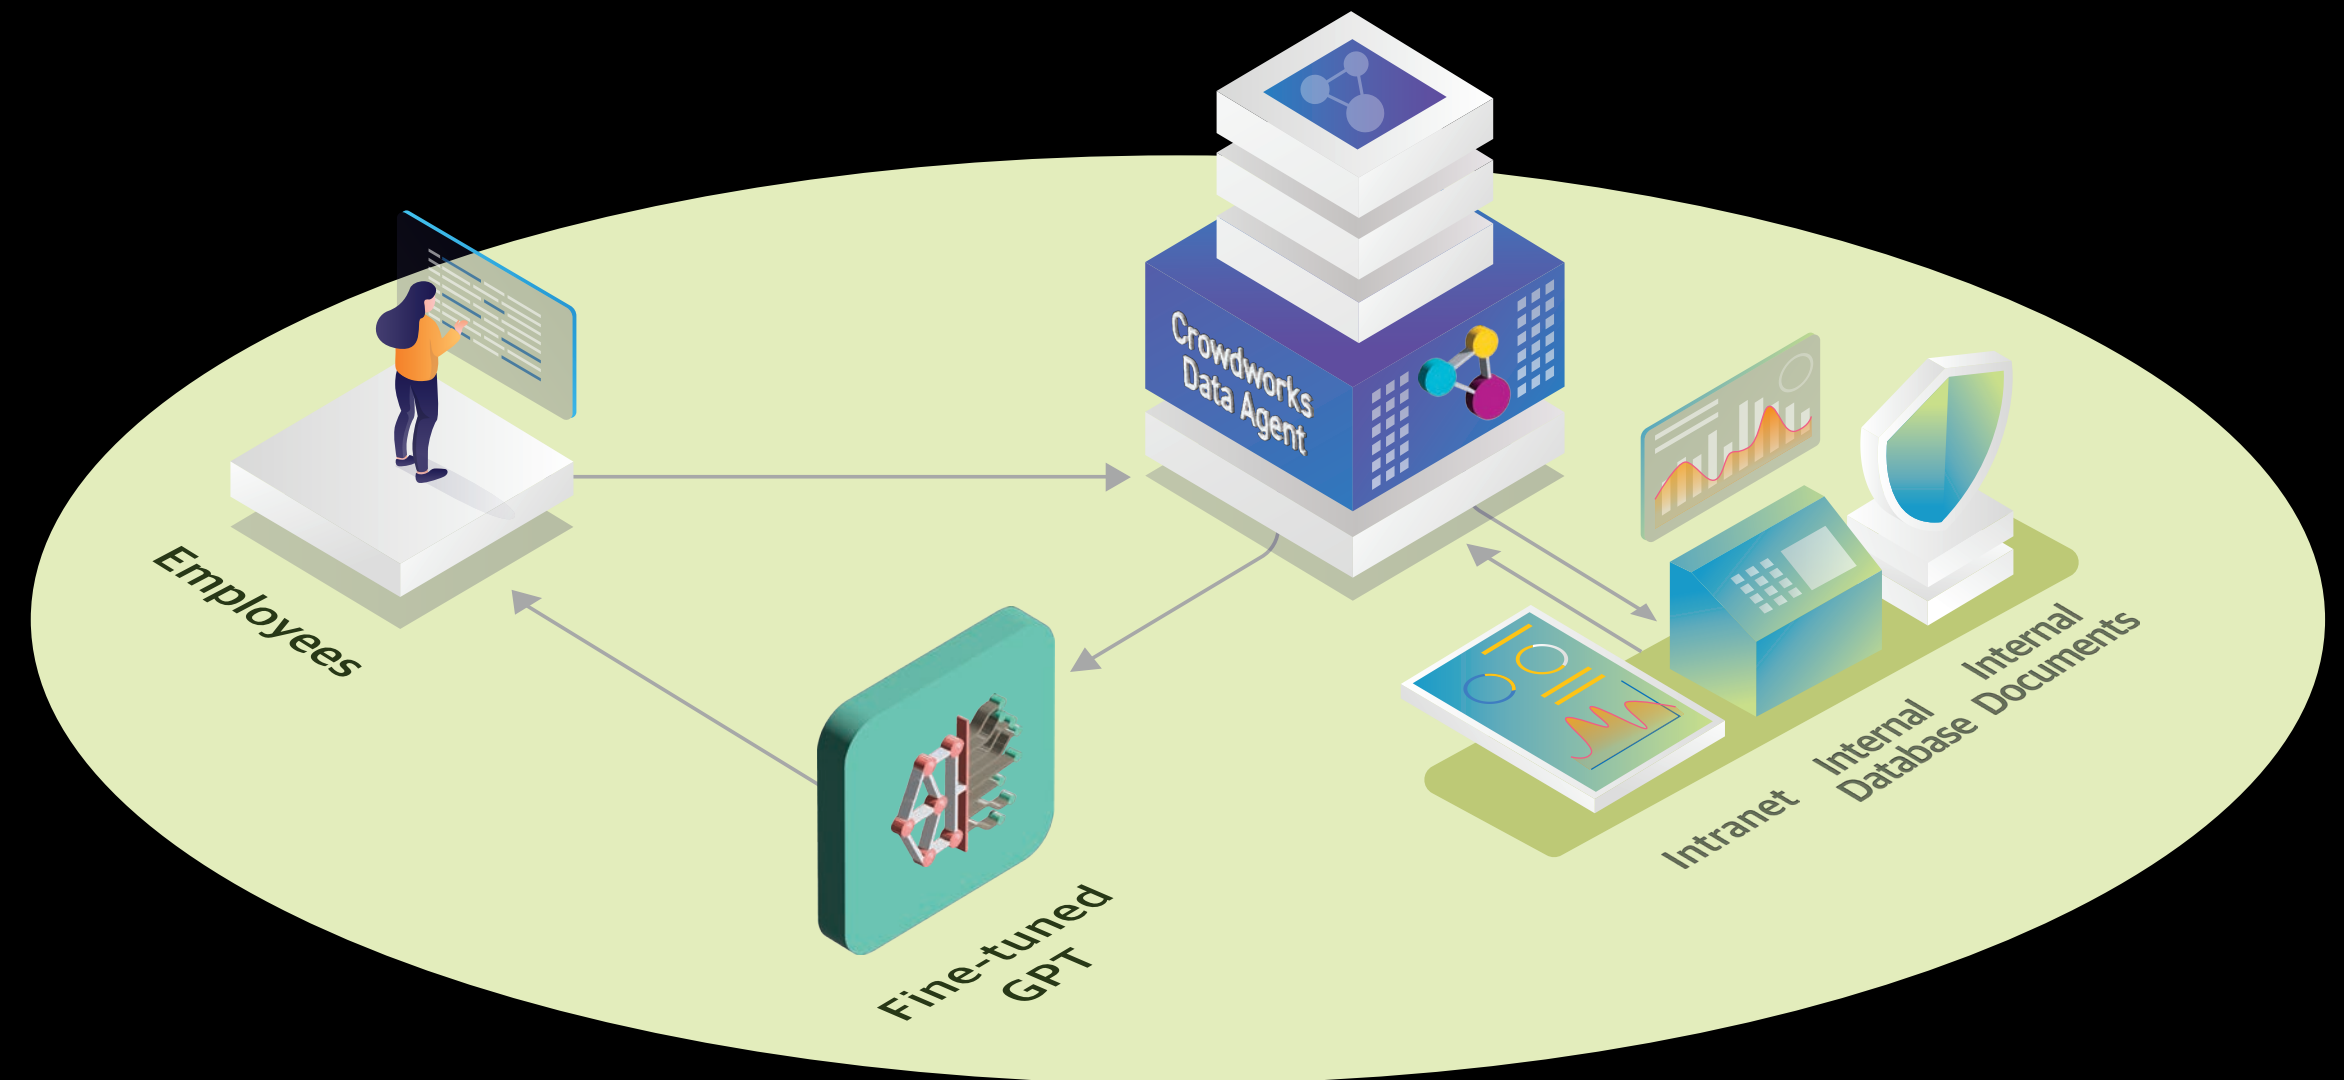 Crowdworks
Data Agent
Employees
Fine-tuned
GPT
Intranet
Internal
Database
Internal
Documents